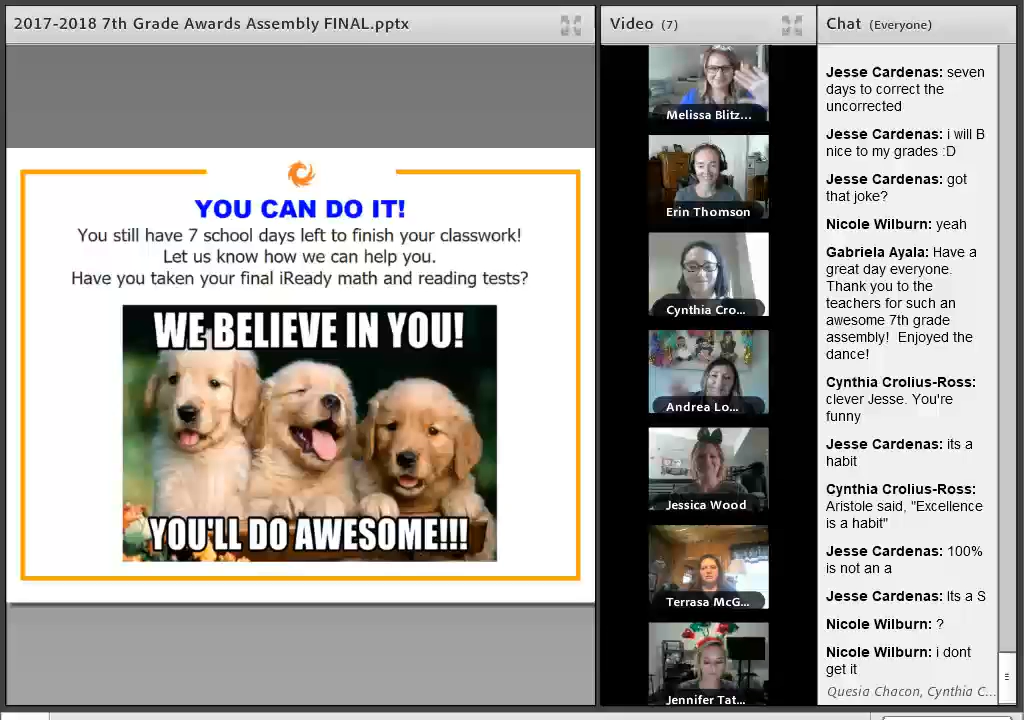 2017-2018 7th Grade Awards Assembly FINAL.pptx
YOU CAN DO IT!
You still have 7 school days left to finish your classwork!
Let us know how we can help you.
Have you taken your final iReady math and reading tests?
WE BELIEVE IN YOU!
YOU'LL DO AWESOME!!!
Video (7)
Melissa Blitz...
Erin Thomson
Cynthia Cro...
Andrea Lo...
Jessica Wood
Terrasa McG...
Jennifer Tat...
Chat (Everyone)
Jesse Cardenas: seven
days to correct the
uncorrected
Jesse Cardenas: i will B
nice to my grades :D
Jesse Cardenas: got
that joke?
Nicole Wilburn: yeah
Gabriela Ayala: Have a
great day everyone.
Thank you to the
teachers for such an
awesome 7th grade
assembly! Enjoyed the
dance!
Cynthia Crolius-Ross:
clever Jesse. You're
funny
Jesse Cardenas: its a
habit
Cynthia Crolius-Ross:
Aristole said, "Excellence
is a habit"
Jesse Cardenas: 100%
is not an a
Jesse Cardenas: Its a S
Nicole Wilburn: ?
Nicole Wilburn: i dont
get it
Quesia Chacon, Cynthia C...